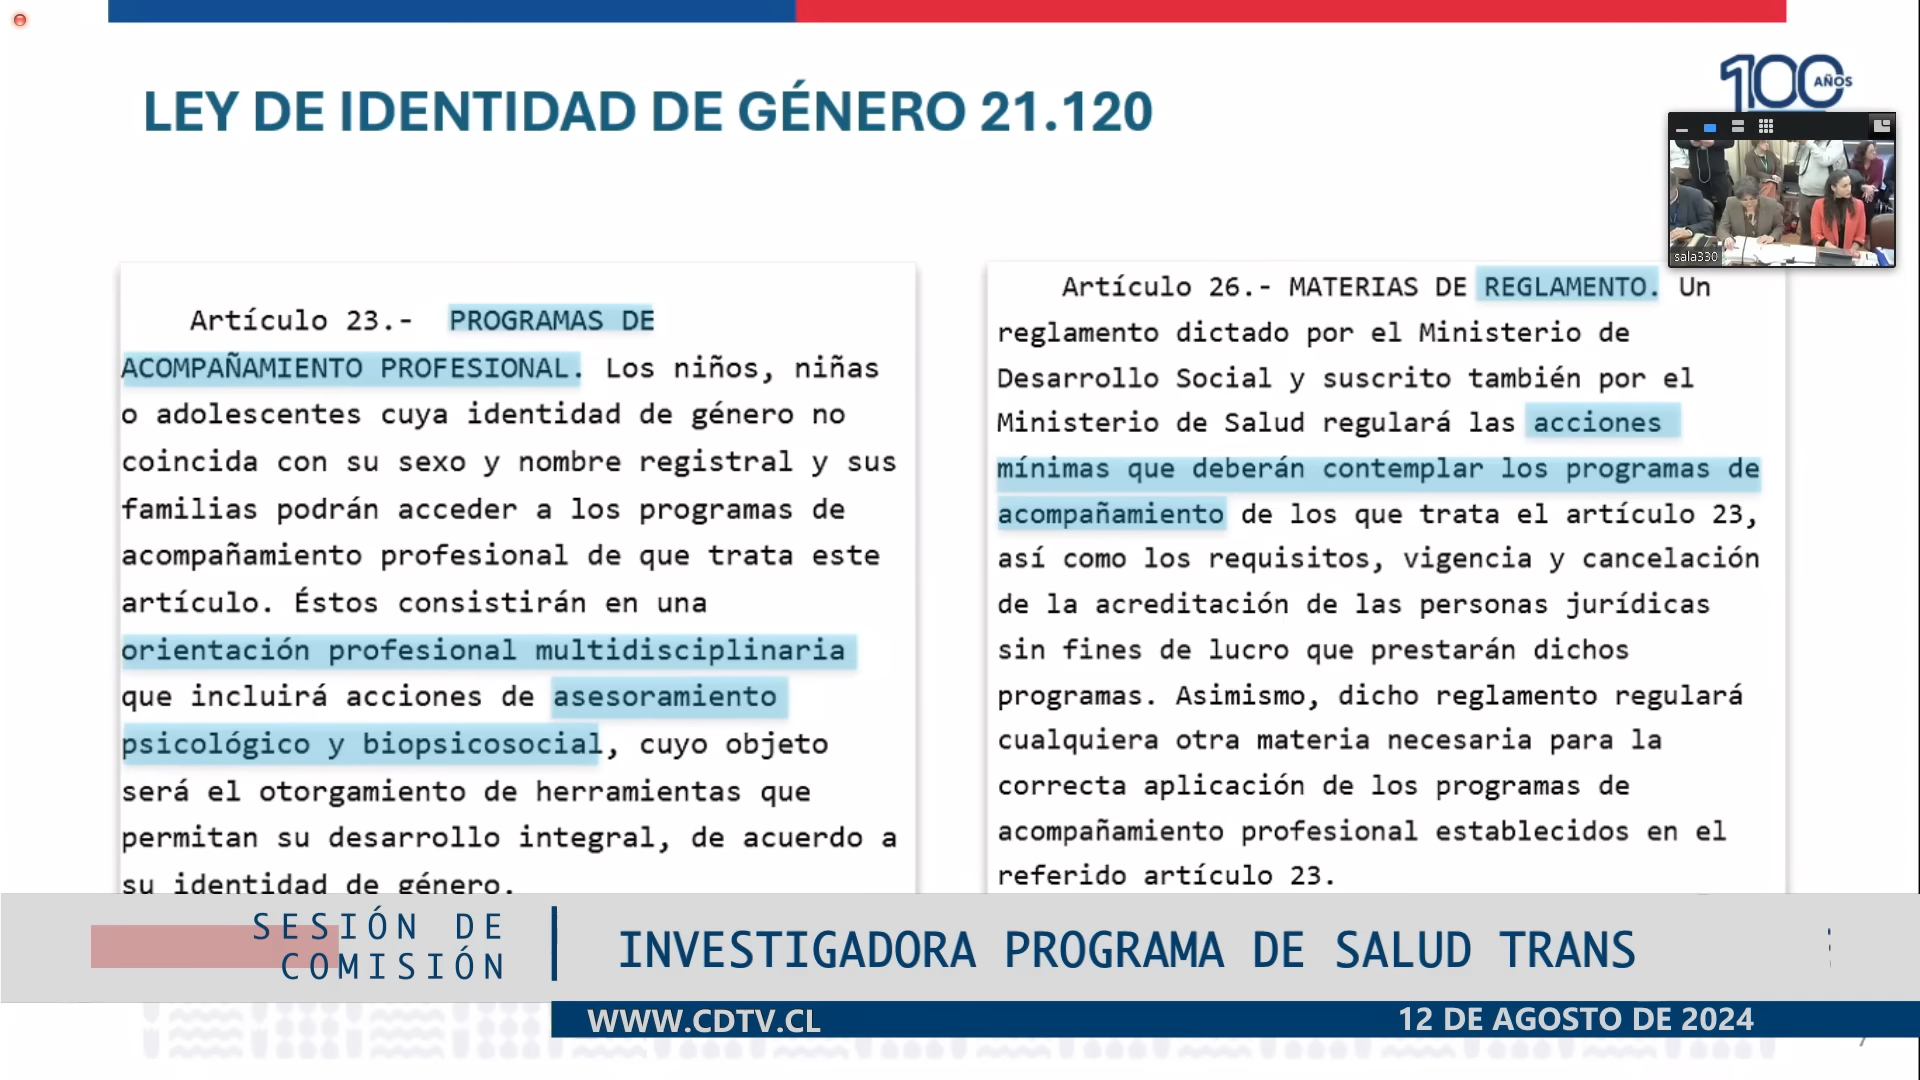 LEY DE IDENTIDAD DE GÉNERO 21.120
100
AÑOS
sala330
Artículo 23.- PROGRAMAS DE
ACOMPAÑAMIENTO PROFESIONAL. Los niños, niñas
o adolescentes cuya identidad de género no
coincida con su sexo y nombre registral y sus
familias podrán acceder a los programas de
acompañamiento profesional de que trata este
artículo. Éstos consistirán en una
orientación profesional multidisciplinaria
que incluirá acciones de asesoramiento
psicológico y biopsicosocial, cuyo objeto
será el otorgamiento de herramientas que
permitan su desarrollo integral, de acuerdo a
su identidad de género.
Artículo 26.- MATERIAS DE REGLAMENTO. Un
reglamento dictado por el Ministerio de
Desarrollo Social y suscrito también por el
Ministerio de Salud regulará las acciones
mínimas que deberán contemplar los programas de
acompañamiento de los que trata el artículo 23,
así como los requisitos, vigencia y cancelación
de la acreditación de las personas jurídicas
sin fines de lucro que prestarán dichos
programas. Asimismo, dicho reglamento regulará
cualquiera otra materia necesaria para la
correcta aplicación de los programas de
acompañamiento profesional establecidos en el
referido artículo 23.
SESIÓN DE
COMISIÓN
INVESTIGADORA PROGRAMA DE SALUD TRANS
WWW.CDTV.CL
12 DE AGOSTO DE 2024